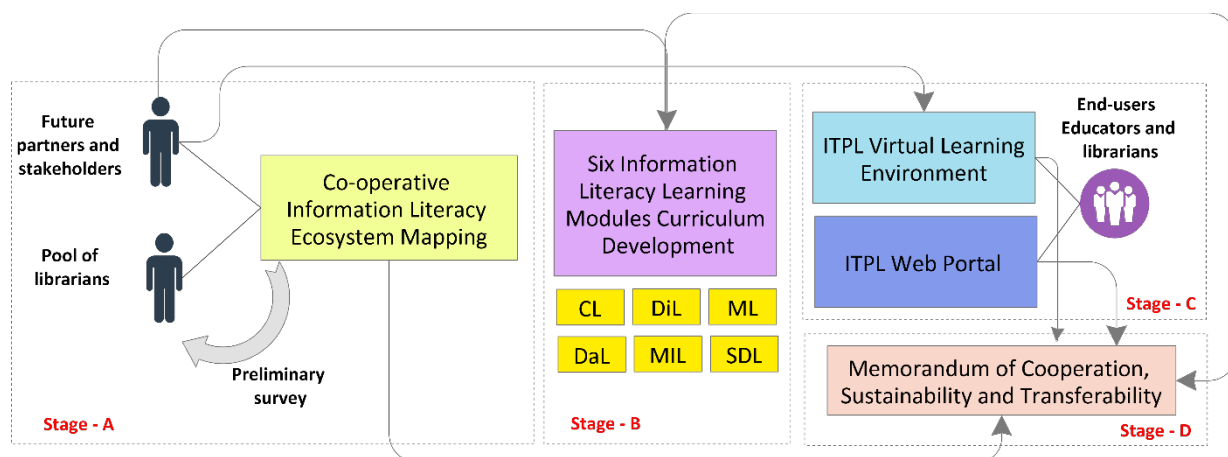 Future
partners and
stakeholders
Pool of
librarians
Co-operative
Information Literacy
Ecosystem Mapping
Preliminary
survey
Stage - A
Six Information
Literacy Learning
Modules Curriculum
Development
CL
DiL
ML
DaL
MIL
SDL
Stage - B
ITPL Virtual Learning
Environment
ITPL Web Portal
End-users
Educators and
librarians
Stage - C
Memorandum of Cooperation,
Sustainability and Transferability
Stage - D